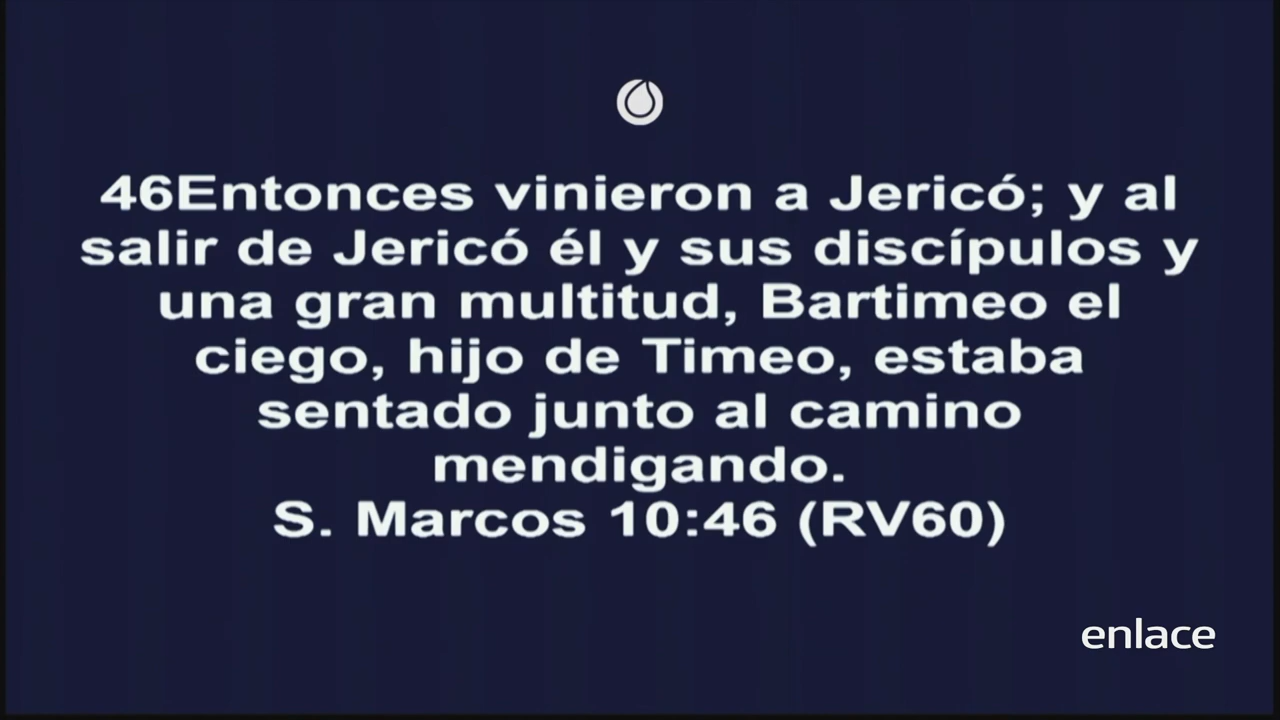 46Entonces vinieron a Jericó; y al
salir de Jericó él y sus discípulos y
una gran multitud, Bartimeo el
ciego, hijo de Timeo, estaba
sentado junto al camino
mendigando.
S. Marcos 10:46 (RV60)
enlace